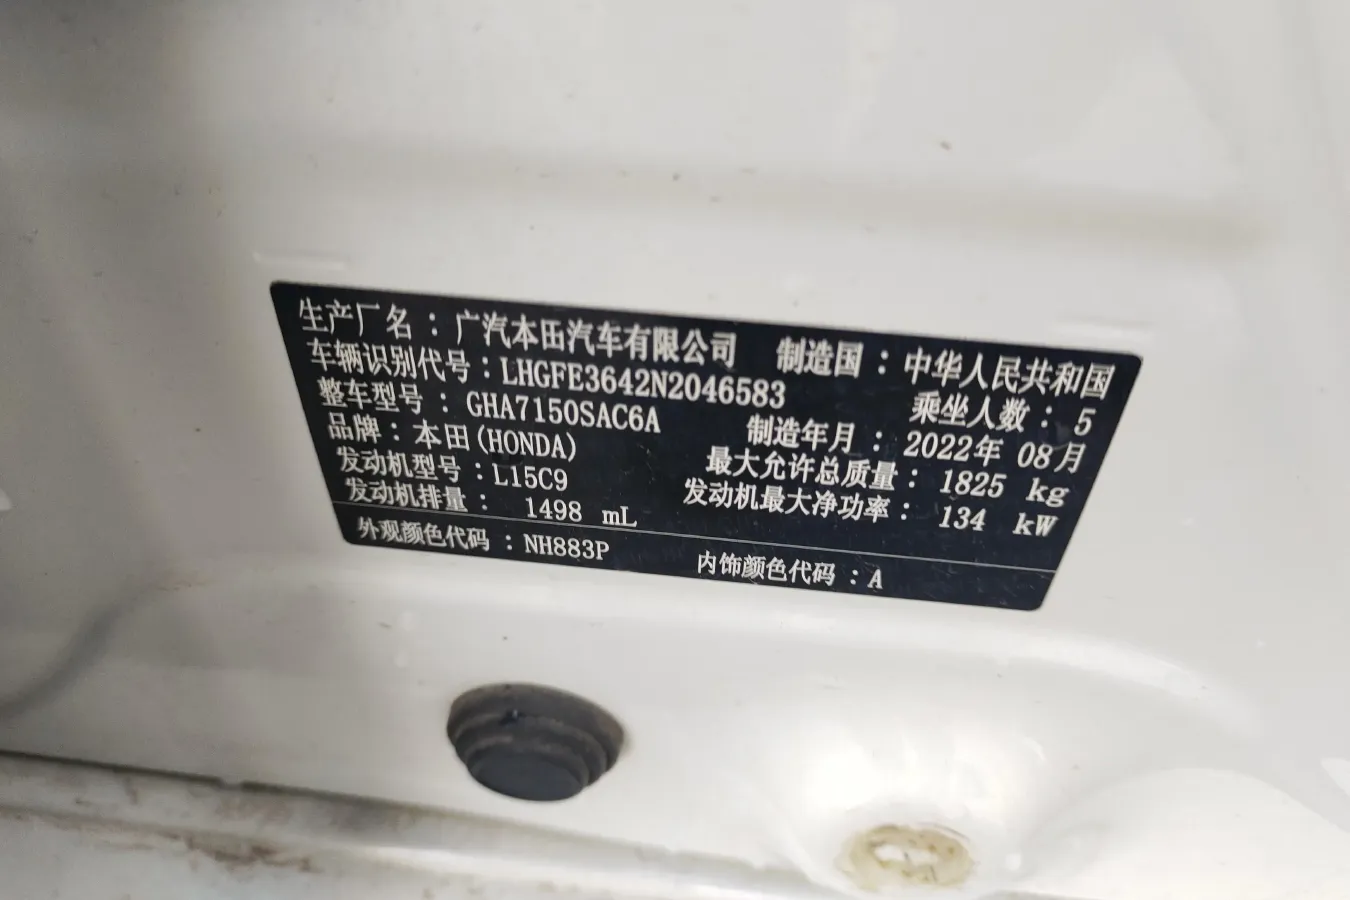 生产厂名：广汽本田汽车有限公司 制造国：中华人民共和国
车辆识别代号：LHGFE3642N2046583 乘坐人数：5
整车型号：GHA7150SAC6A 制造年月：2022年 08月
品牌：本田(HONDA) 最大允许总质量：1825 kg
发动机型号：L15C9 发动机最大净功率：134 kW
发动机排量：1498 mL
外观颜色代码：NH883P 内饰颜色代码：A